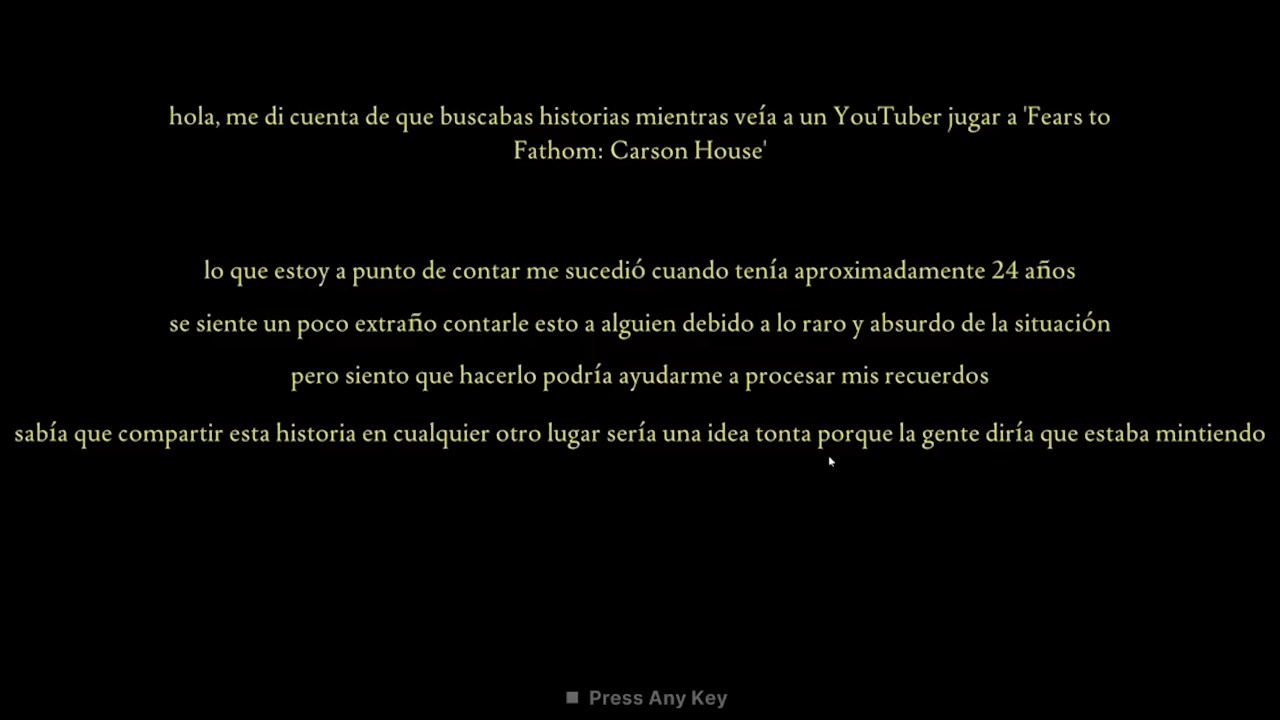 hola, me di cuenta de que buscabas historias mientras veía a un YouTuber jugar a 'Fears to
Fathom: Carson House'
lo que estoy a punto de contar me sucedió cuando tenía aproximadamente 24 años
se siente un poco extraño contarle esto a alguien debido a lo raro y absurdo de la situación
pero siento que hacerlo podría ayudarme a procesar mis recuerdos
sabía que compartir esta historia en cualquier otro lugar sería una idea tonta porque la gente diría que estaba mintiendo
Press Any Key